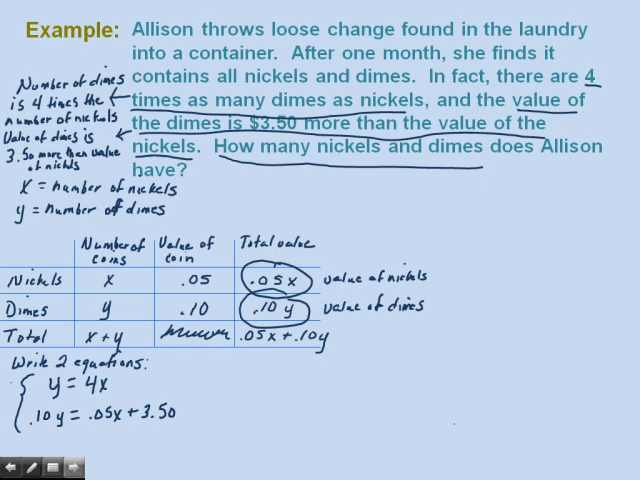 Example: Allison throws loose change found in the laundry
into a container. After one month, she finds it
contains all nickels and dimes. In fact, there are 4
times as many dimes as nickels, and the value of
the dimes is $3.50 more than the value of the
nickels. How many nickels and dimes does Allison
have?
Number of dimes
is 4 times the
number of nickels
Value of dimes is
3.50 more than value
of nickels
x = number of nickels
y = number of dimes
Number of coins Value of coin Total value
Nickels x .05 .05x value of nickels
Dimes y .10 .10y value of dimes
Total x + y .05x + .10y
Write 2 equations:
y = 4x
.10y = .05x + 3.50